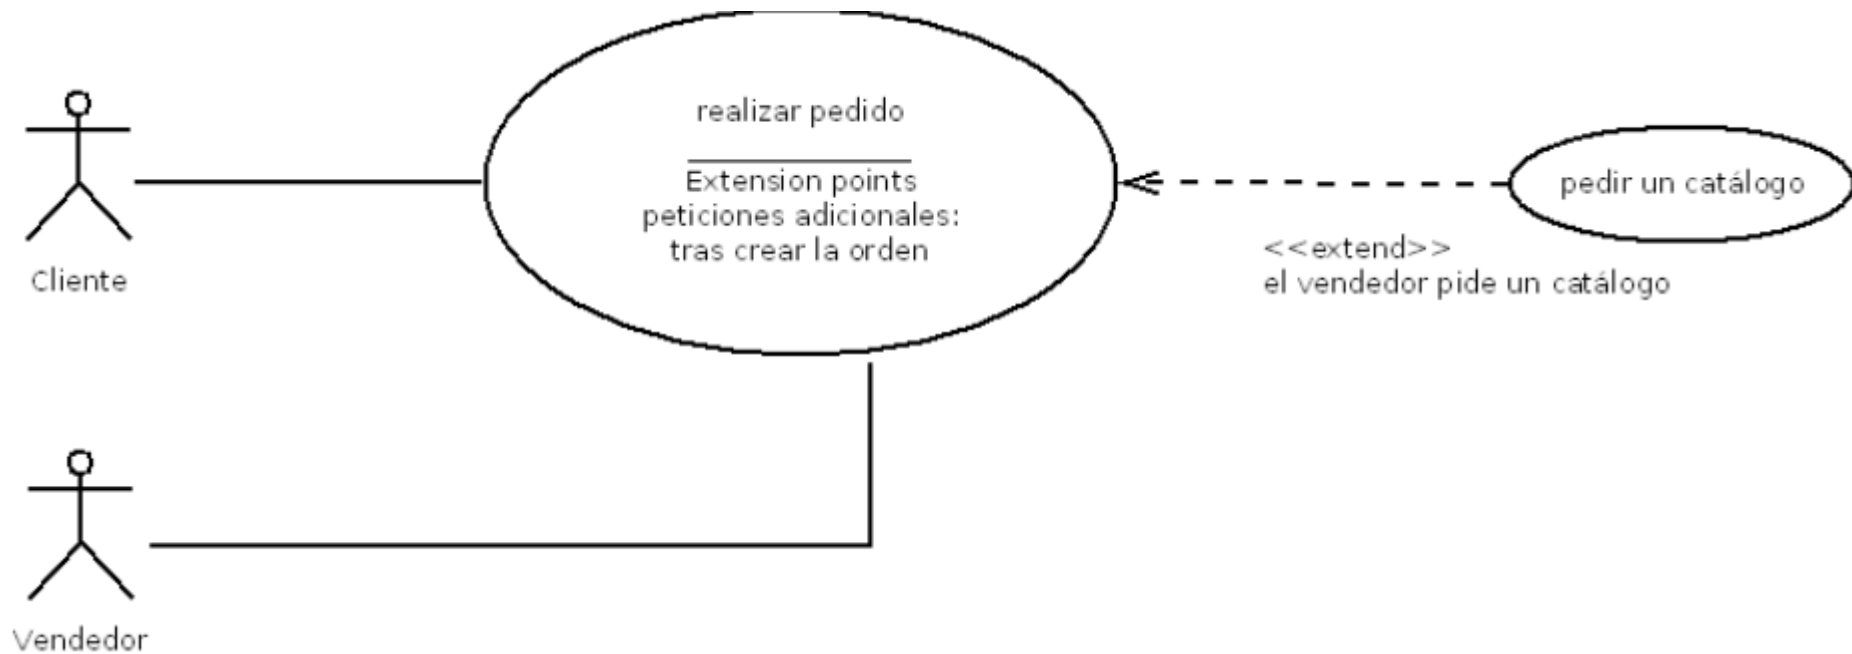 realizar pedido
Extension points
peticiones adicionales:
tras crear la orden
pedir un catálogo
<<extend>>
el vendedor pide un catálogo
Cliente
Vendedor